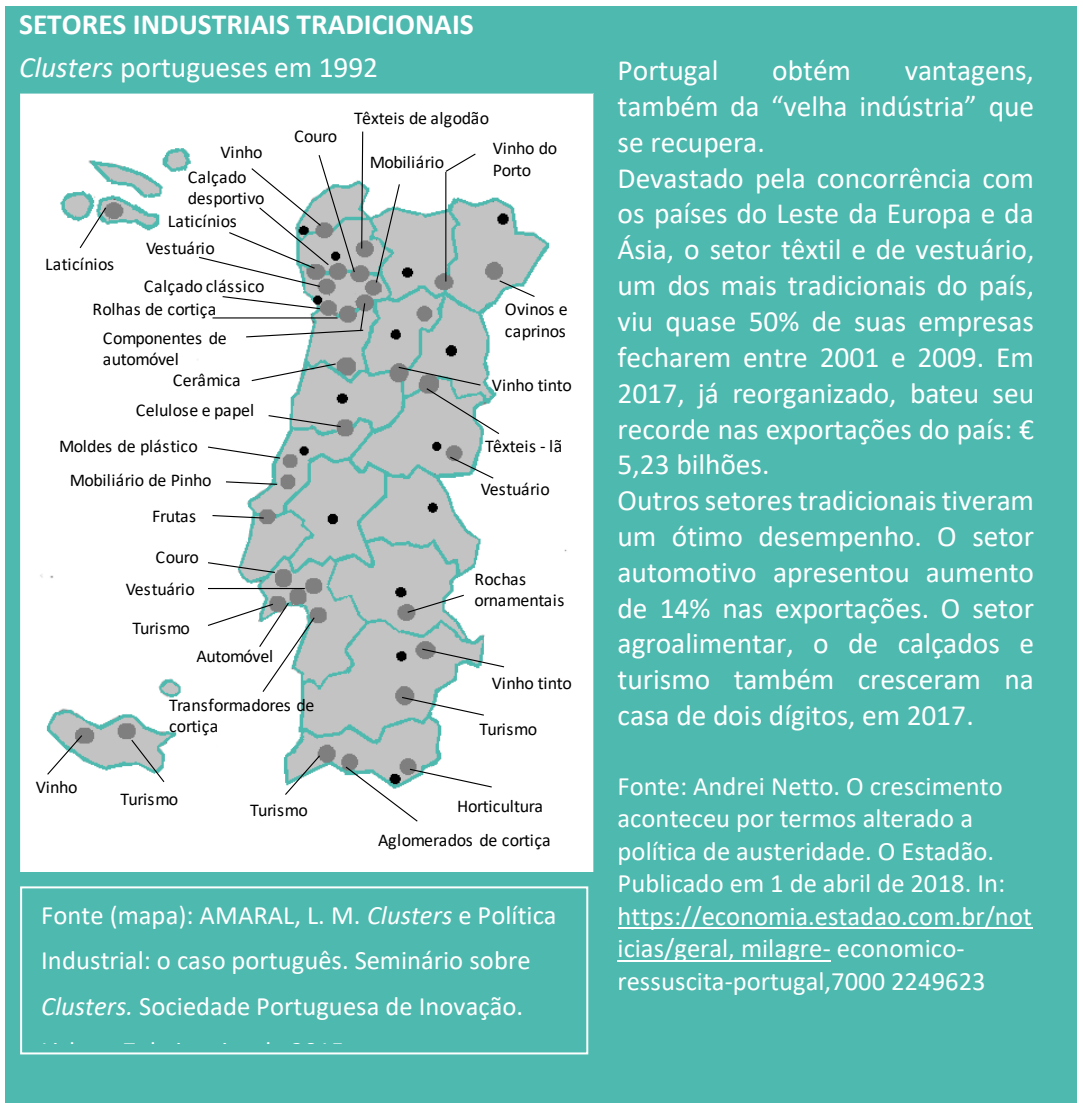 SETORES INDUSTRIAIS TRADICIONAIS
Clusters portugueses em 1992
Têxteis de algodão
Couro
Vinho
Mobiliário
Vinho do
Porto
Calçado
desportivo
Laticínios
Vestuário
Laticínios
Calçado clássico
Rolhas de cortiça
Ovinos e
caprinos
Componentes de
automóvel
Cerâmica
Vinho tinto
Celulose e papel
Moldes de plástico
Têxteis - lã
Mobiliário de Pinho
Vestuário
Frutas
Couro
Vestuário
Rochas
ornamentais
Turismo
Automóvel
Vinho tinto
Transformadores de
cortiça
Turismo
Vinho
Turismo
Turismo
Horticultura
Aglomerados de cortiça
Fonte (mapa): AMARAL, L. M. Clusters e Política
Industrial: o caso português. Seminário sobre
Clusters. Sociedade Portuguesa de Inovação.
Portugal obtém vantagens,
também da “velha indústria” que
se recupera.
Devastado pela concorrência com
os países do Leste da Europa e da
Ásia, o setor têxtil e de vestuário,
um dos mais tradicionais do país,
viu quase 50% de suas empresas
fecharem entre 2001 e 2009. Em
2017, já reorganizado, bateu seu
recorde nas exportações do país: €
5,23 bilhões.
Outros setores tradicionais tiveram
um ótimo desempenho. O setor
automotivo apresentou aumento
de 14% nas exportações. O setor
agroalimentar, o de calçados e
turismo também cresceram na
casa de dois dígitos, em 2017.
Fonte: Andrei Netto. O crescimento
aconteceu por termos alterado a
política de austeridade. O Estadão.
Publicado em 1 de abril de 2018. In:
https://economia.estadao.com.br/not
icias/geral, milagre- economico-
ressuscita-portugal,7000 2249623